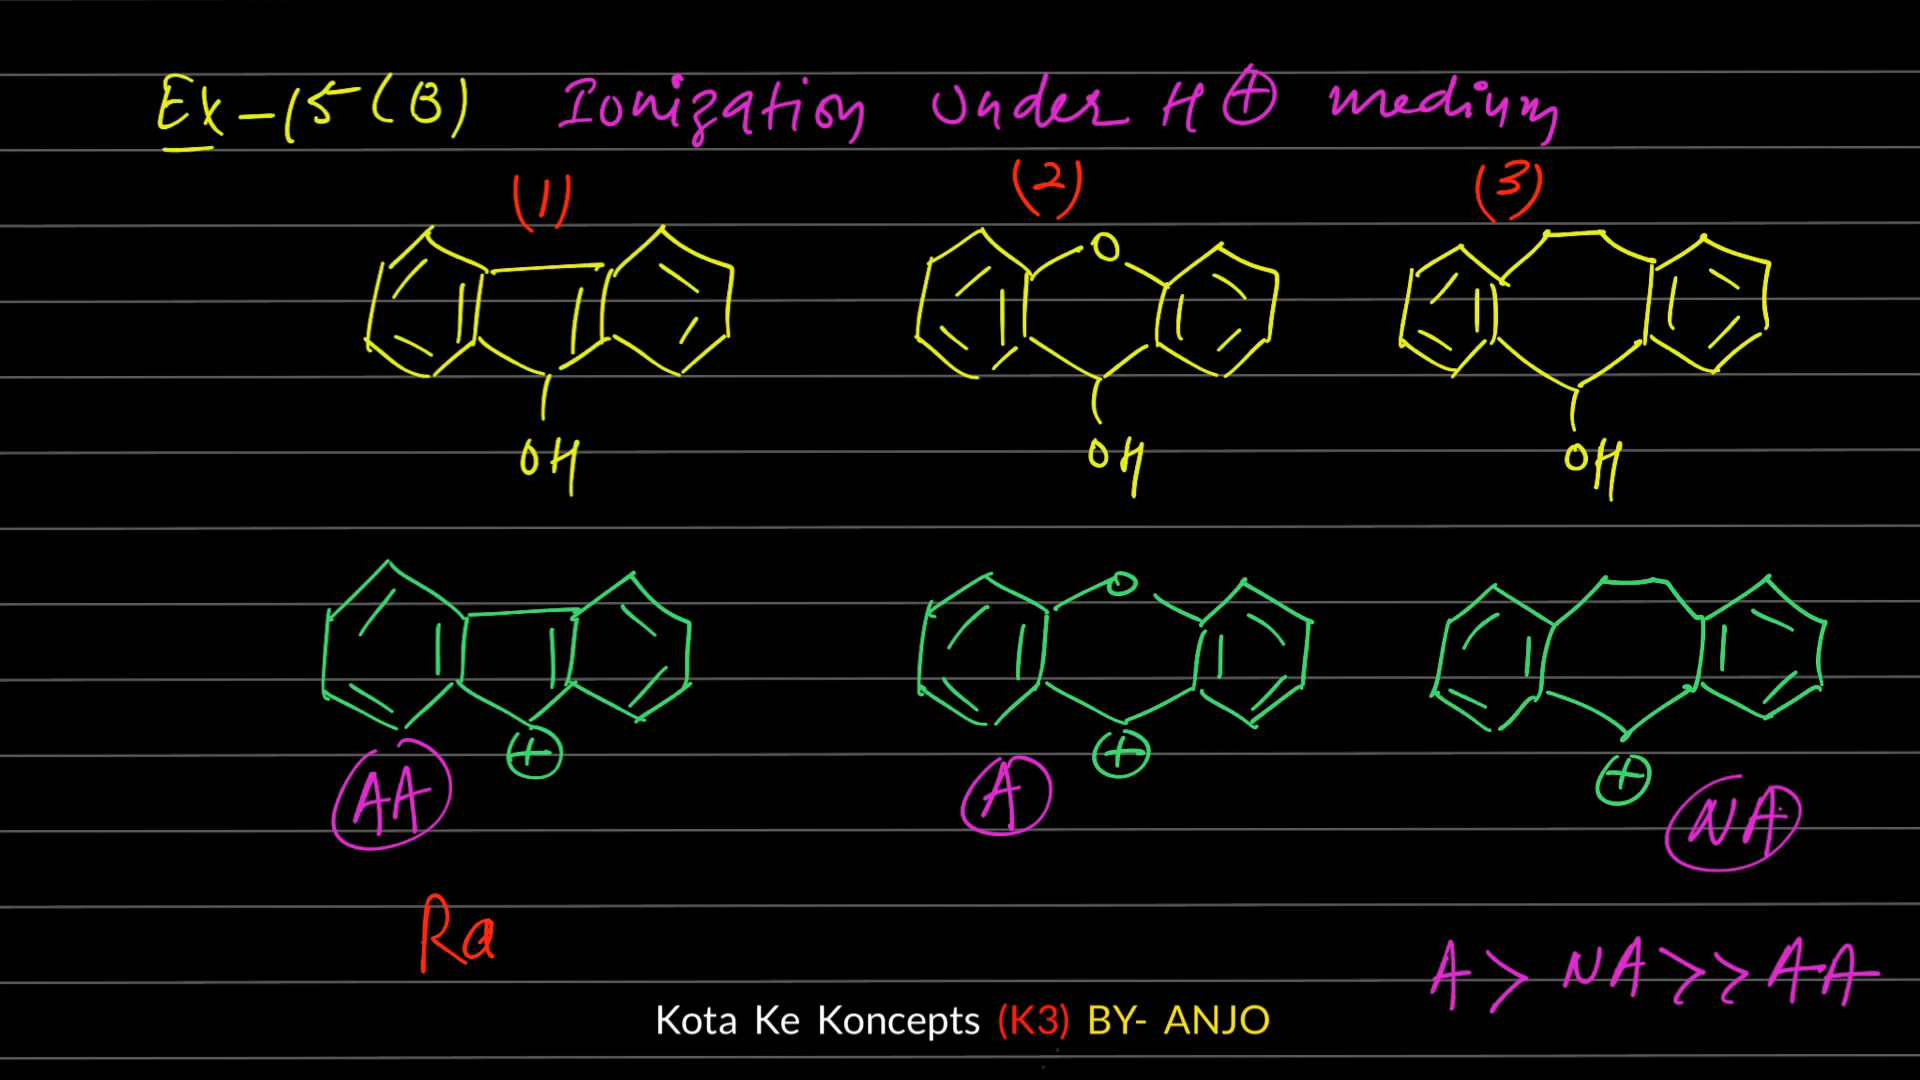 Ex-15(B) Ionization Under H⊕ medium
(1) (2) (3)
O
OH OH OH
O
⊕ ⊕ ⊕
AA A NA
Ra
A > NA >> AA
Kota Ke Koncepts (K3) BY- ANJO